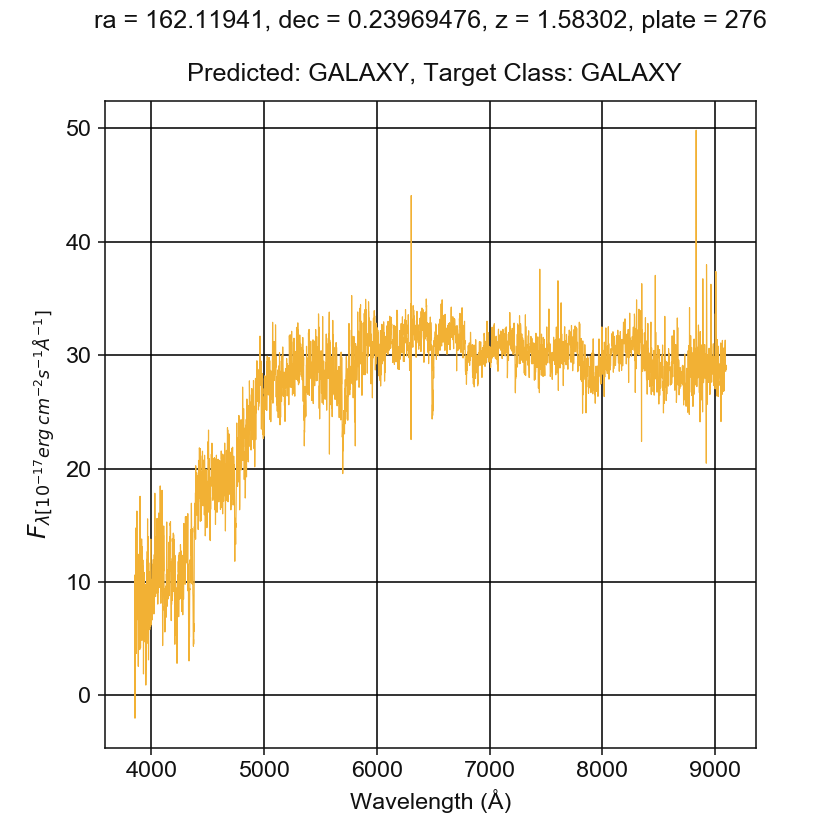 ra = 162.11941, dec = 0.23969476, z = 1.58302, plate = 276
Predicted: GALAXY, Target Class: GALAXY
50
40
30
20
10
0
F_λ[10^{−17} erg cm^{−2} s^{−1} Å^{−1}]
4000 5000 6000 7000 8000 9000
Wavelength (Å)